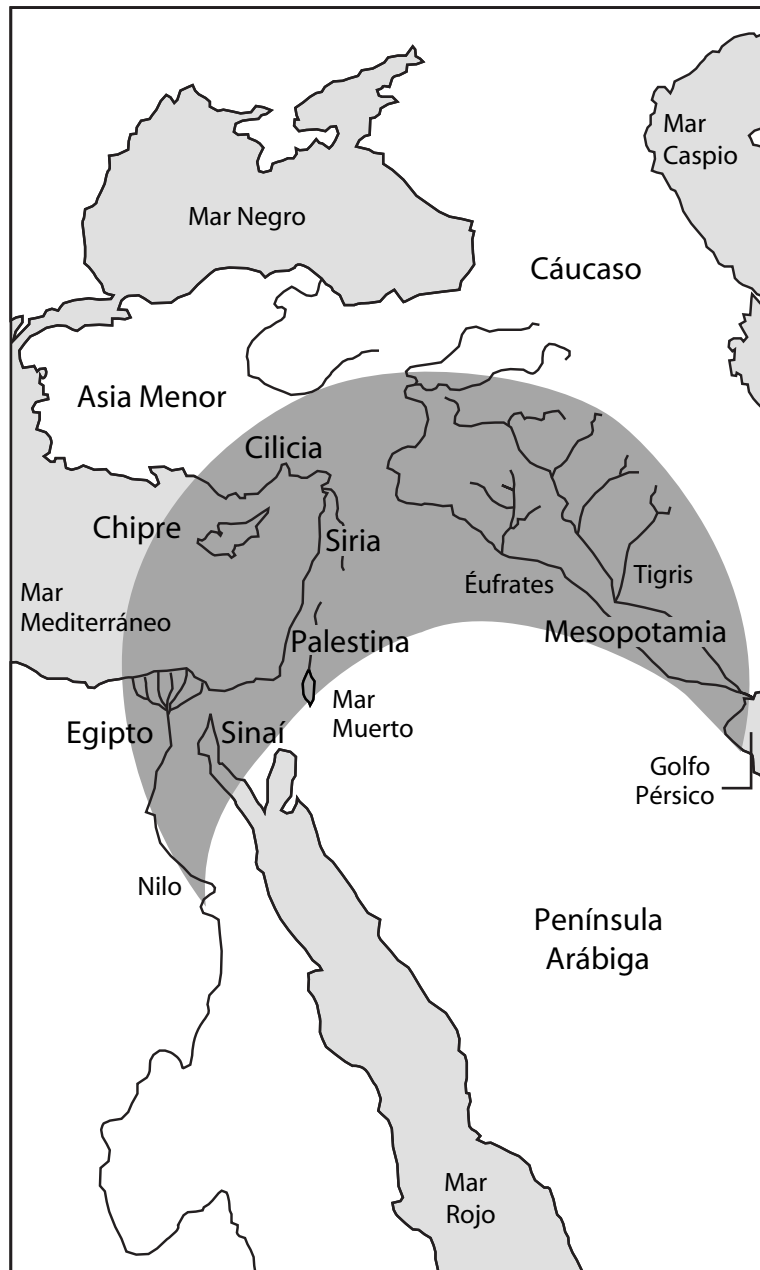 Mar
Caspio
Mar Negro
Cáucaso
Asia Menor
Cilicia
Chipre
Siria
Éufrates
Tigris
Mar
Mediterráneo
Mesopotamia
Palestina
Mar
Muerto
Egipto
Sinaí
Golfo
Pérsico
Nilo
Península
Arábiga
Mar
Rojo